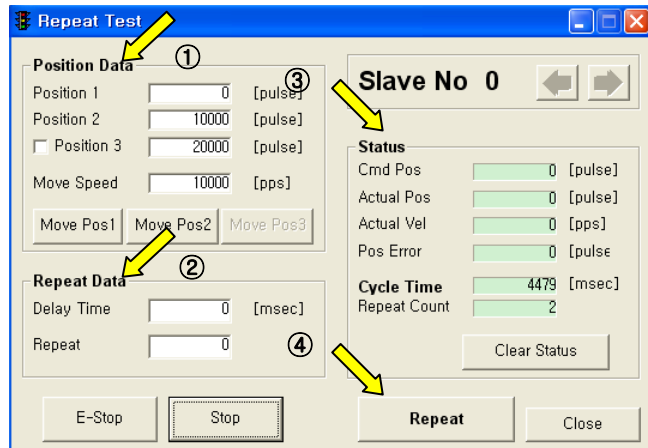 Repeat Test
①
Position Data
Position 1 0 [pulse]
Position 2 10000 [pulse]
Position 3 20000 [pulse]
Move Speed 10000 [pps]
Move Pos1 Move Pos2 Move Pos3
②
Repeat Data
Delay Time 0 [msec]
Repeat 0
E-Stop Stop
③
Slave No 0
Status
Cmd Pos 0 [pulse]
Actual Pos 0 [pulse]
Actual Vel 0 [pps]
Pos Error 0 [pulse
Cycle Time 4479 [msec]
Repeat Count 2
Clear Status
④
Repeat Close